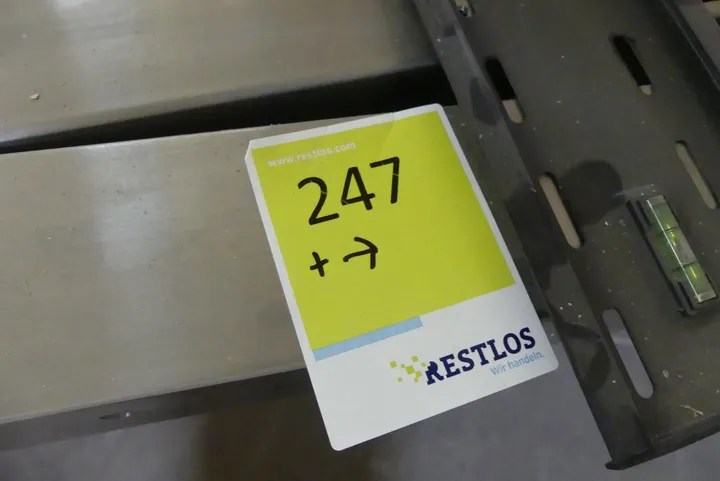 www.restlos.com
247
+ →
RESTLOS
Wir handeln.